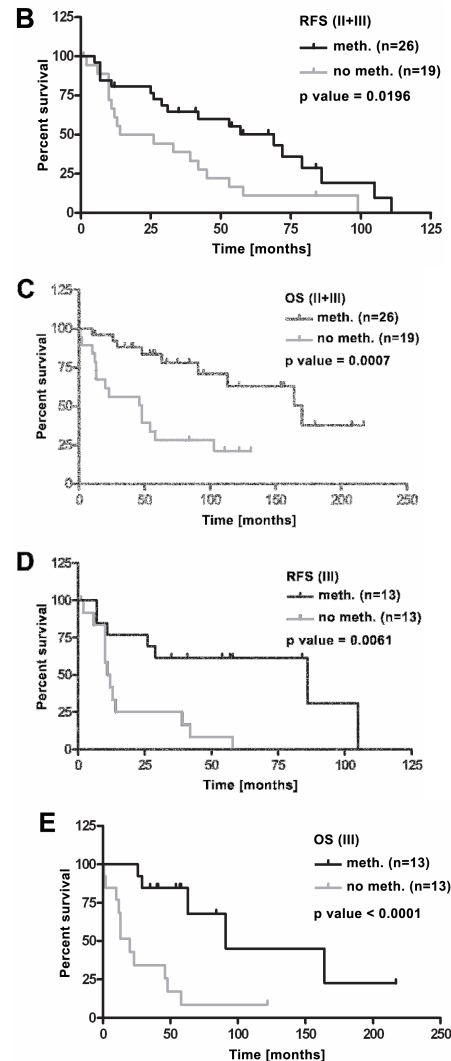 B
RFS (II+III)
meth. (n=26)
no meth. (n=19)
p value = 0.0196
Percent survival
125
100
75
50
25
0
0 25 50 75 100 125
Time [months]
C
OS (II+III)
meth. (n=26)
no meth. (n=19)
p value = 0.0007
Percent survival
125
100
75
50
25
0
0 50 100 150 200 250
Time [months]
D
RFS (III)
meth. (n=13)
no meth. (n=13)
p value = 0.0061
Percent survival
125
100
75
50
25
0
0 25 50 75 100 125
Time [months]
E
OS (III)
meth. (n=13)
no meth. (n=13)
p value < 0.0001
Percent survival
125
100
75
50
25
0
0 50 100 150 200 250
Time [months]